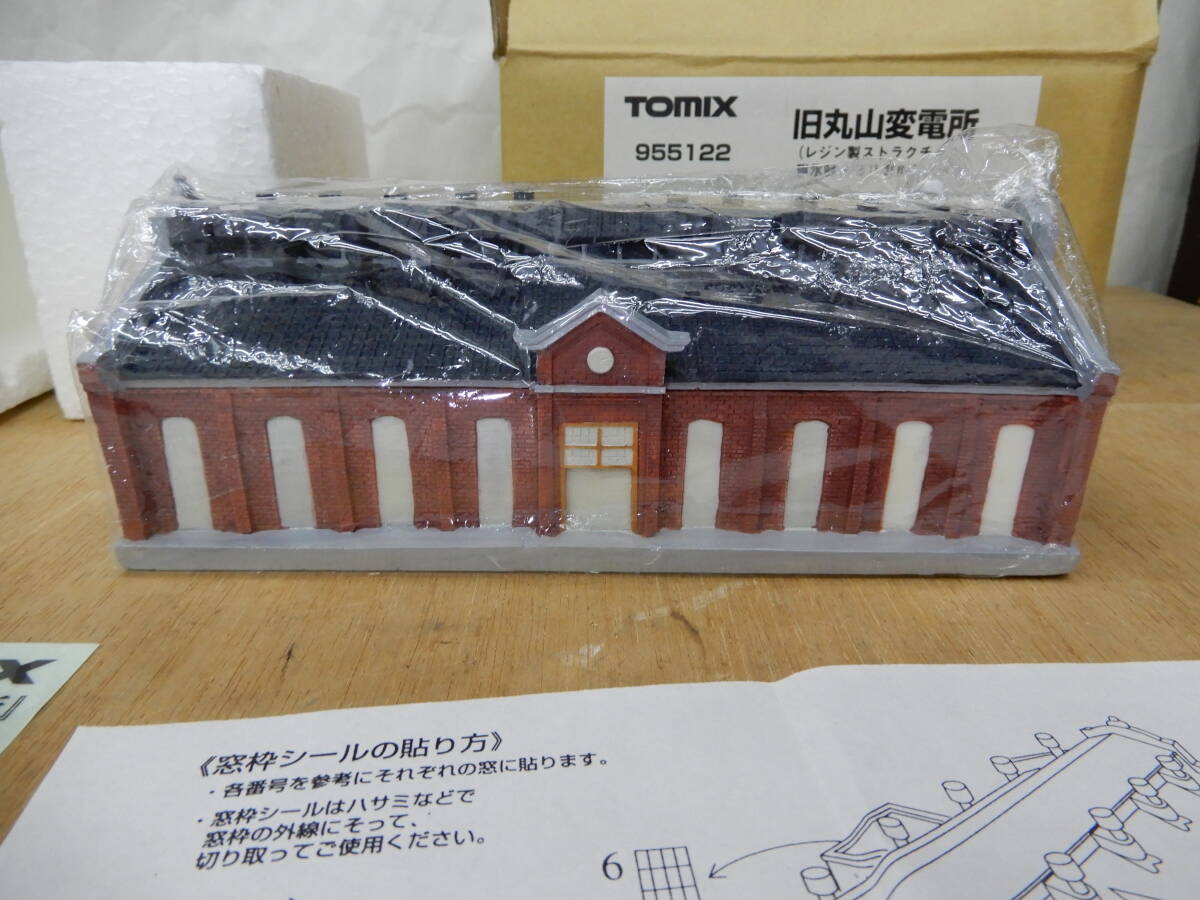 TOMIX
旧丸山変電所
955122
（レジン製ストラクチ
《窓枠シールの貼り方》
・各番号を参考にそれぞれの窓に貼ります。
・窓枠シールはハサミなどで
窓枠の外線にそって、
切り取ってご使用ください。
6